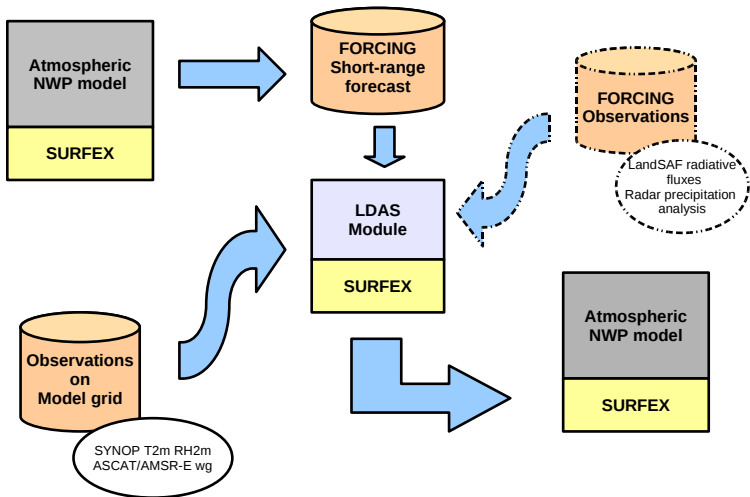 Atmospheric
NWP model
SURFEX
FORCING
Short-range
forecast
FORCING
Observations
LandSAF radiative
fluxes
Radar precipitation
analysis
LDAS
Module
SURFEX
Observations
on
Model grid
SYNOP T2m RH2m
ASCAT/AMSR-E wg
Atmospheric
NWP model
SURFEX